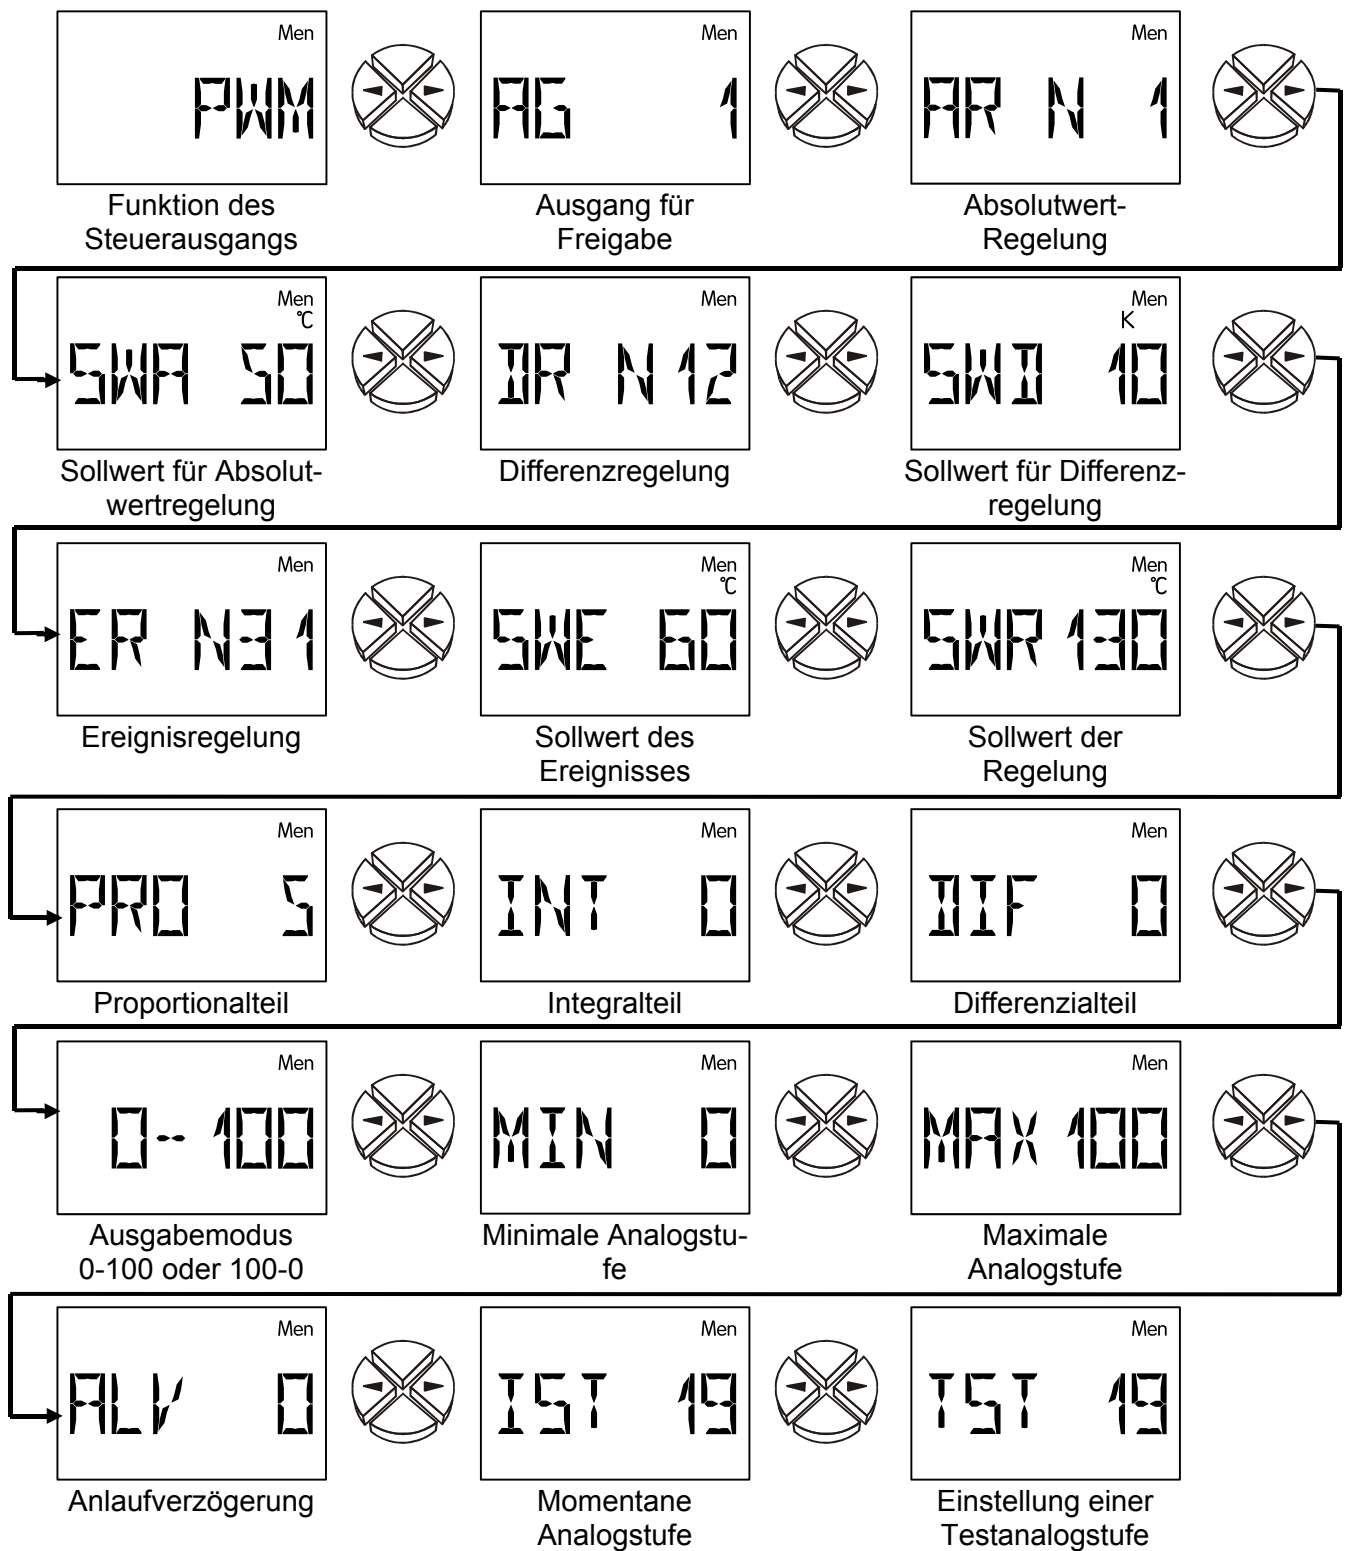 Men
PWM
Funktion des
Steuerausgangs
Men
AG 1
Ausgang für
Freigabe
Men
AR N 1
Absolutwert-
Regelung
Men
°C
SWA 50
Sollwert für Absolut-
wertregelung
Men
DR N12
Differenzregelung
Men
K
SWD 10
Sollwert für Differenz-
regelung
Men
ER N31
Ereignisregelung
Men
°C
SWE 60
Sollwert des
Ereignisses
Men
°C
SWR 130
Sollwert der
Regelung
Men
PRO 5
Proportionalteil
Men
INT 0
Integralteil
Men
DIF 0
Differenzialteil
Men
0-100
Ausgabemodus
0-100 oder 100-0
Men
MIN 0
Minimale Analogstu-
fe
Men
MAX 100
Maximale
Analogstufe
Men
ALV 0
Anlaufverzögerung
Men
IST 19
Momentane
Analogstufe
Men
TST 19
Einstellung einer
Testanalogstufe